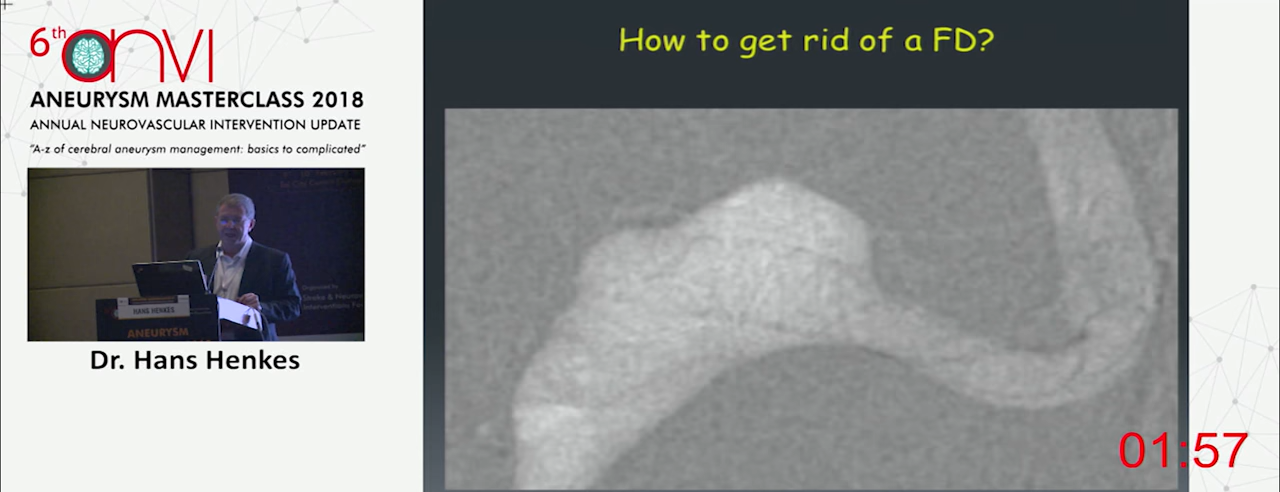 6th anvi
ANEURYSM MASTERCLASS 2018
ANNUAL NEUROVASCULAR INTERVENTION UPDATE
"A-z of cerebral aneurysm management: basics to complicated"
HANS HENKES
ANEURYSM
Dr. Hans Henkes
How to get rid of a FD?
01:57